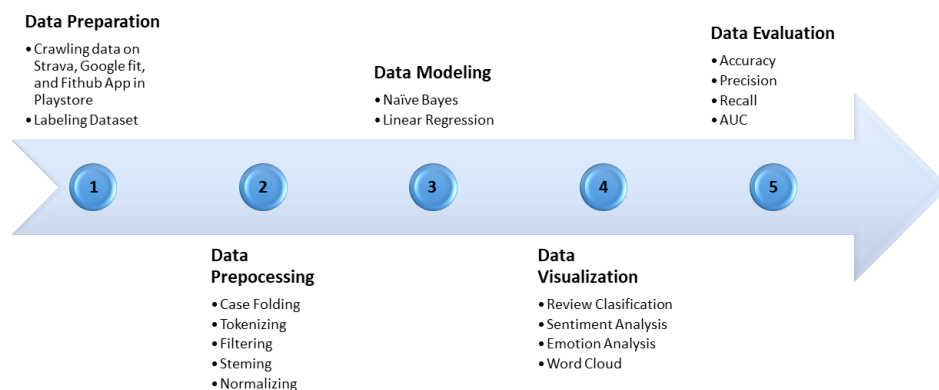 Data Preparation
• Crawling data on
Strava, Google fit,
and Fithub App in
Playstore
• Labeling Dataset
Data Modeling
• Naïve Bayes
• Linear Regression
Data Evaluation
• Accuracy
• Precision
• Recall
• AUC
1
2
3
4
5
Data
Prepocessing
• Case Folding
• Tokenizing
• Filtering
• Steming
• Normalizing
Data
Visualization
• Review Clasification
• Sentiment Analysis
• Emotion Analysis
• Word Cloud